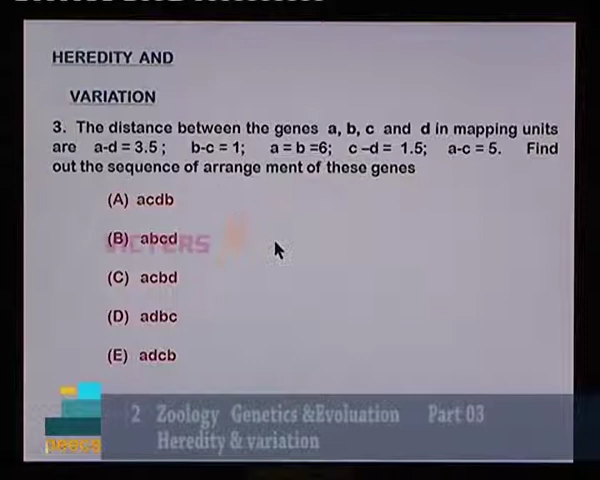 HEREDITY AND
VARIATION
3. The distance between the genes a, b, c and d in mapping units
are a-d = 3.5 ; b-c = 1; a = b =6; c –d = 1.5; a-c = 5. Find
out the sequence of arrange ment of these genes
(A) acdb
(B) abcd
VICTERS
(C) acbd
(D) adbc
(E) adcb
2 Zoology Genetics &Evoluation Part 03
Heredity & variation